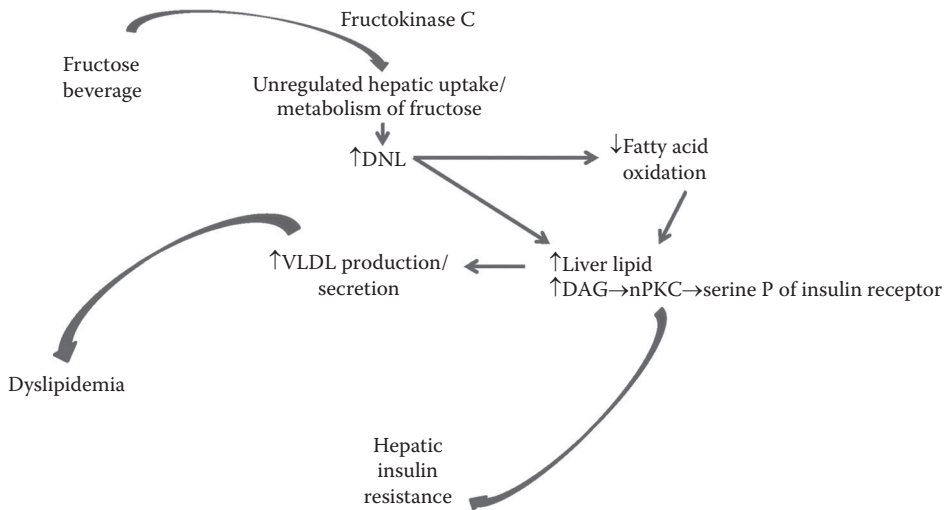 Fructokinase C
Fructose
beverage
Unregulated hepatic uptake/
metabolism of fructose
↑DNL
↓Fatty acid
oxidation
↑VLDL production/
secretion
↑Liver lipid
↑DAG→nPKC→serine P of insulin receptor
Dyslipidemia
Hepatic
insulin
resistance